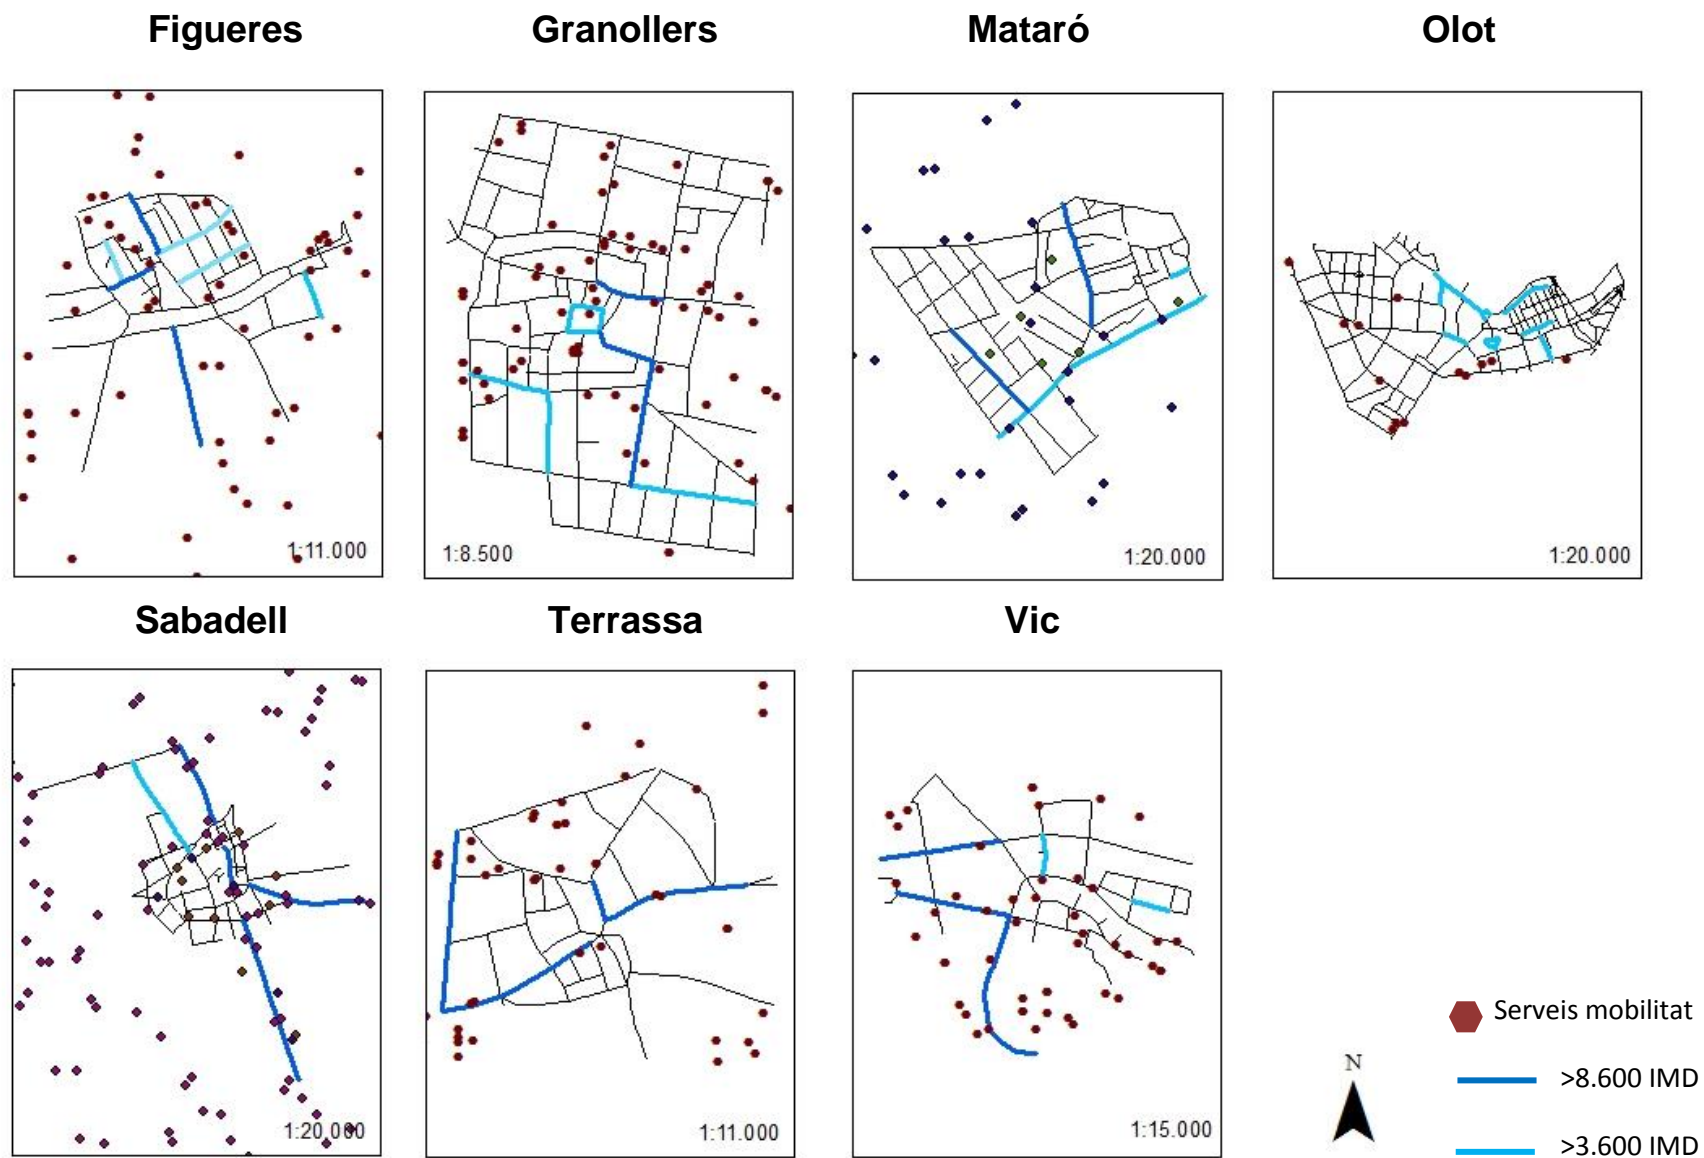 Figueres
Granollers
Mataró
Olot
1:11.000
1:8.500
1:20.000
1:20.000
Sabadell
Terrassa
Vic
1:20.000
1:11.000
1:15.000
Serveis mobilitat
N
>8.600 IMD
>3.600 IMD